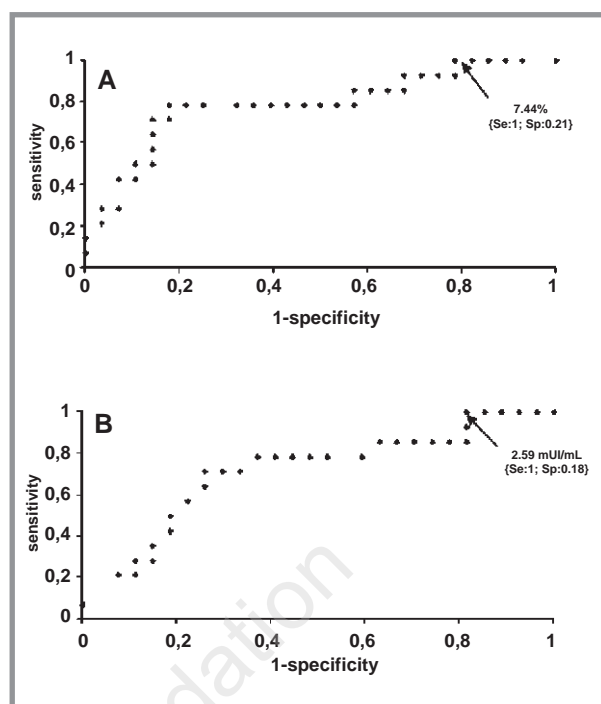 A
1
0,8
0,6
0,4
0,2
0
sensitivity
7.44%
{Se:1; Sp:0.21}
0 0,2 0,4 0,6 0,8 1
1-specificity
B
1
0,8
0,6
0,4
0,2
0
sensitivity
2.59 mUI/mL
{Se:1; Sp:0.18}
0 0,2 0,4 0,6 0,8 1
1-specificity
dation